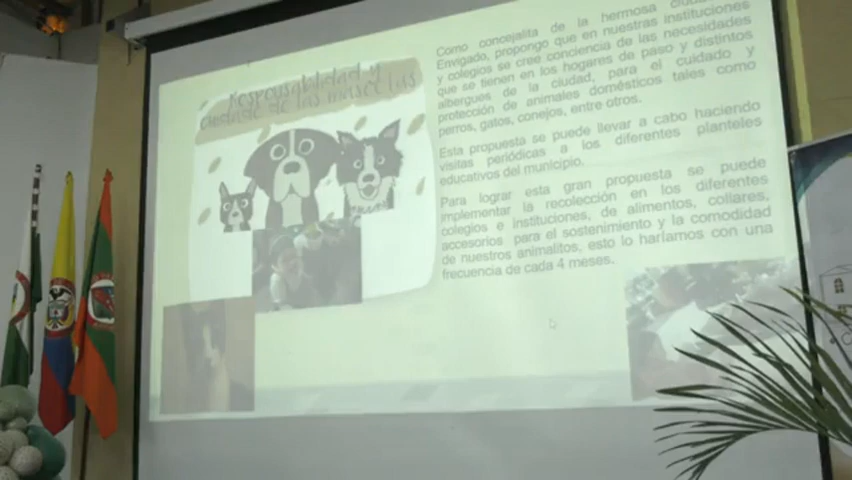 Responsabilidad y
cuidado de las mascotas
Como concejalita de la hermosa
Envigado, propongo que en nuestras instituciones
y colegios se cree conciencia de las necesidades
que se tienen en los hogares de paso y distintos
albergues de la ciudad, para el cuidado y
protección de animales domésticos tales como
perros, gatos, conejos, entre otros.
Esta propuesta se puede llevar a cabo haciendo
visitas periódicas a los diferentes planteles
educativos del municipio.
Para lograr esta gran propuesta se puede
implementar la recolección en los diferentes
colegios e instituciones, de alimentos, collares,
accesorios para el sostenimiento y la comodidad
de nuestros animalitos, esto lo haríamos con una
frecuencia de cada 4 meses.